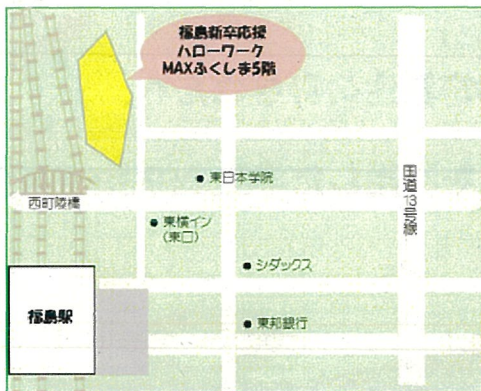 福島新卒応援
ハローワーク
MAXふくしま5階
東日本学院
国道13号線
西町陸橋
東横イン
(東口)
シダックス
福島駅
東邦銀行